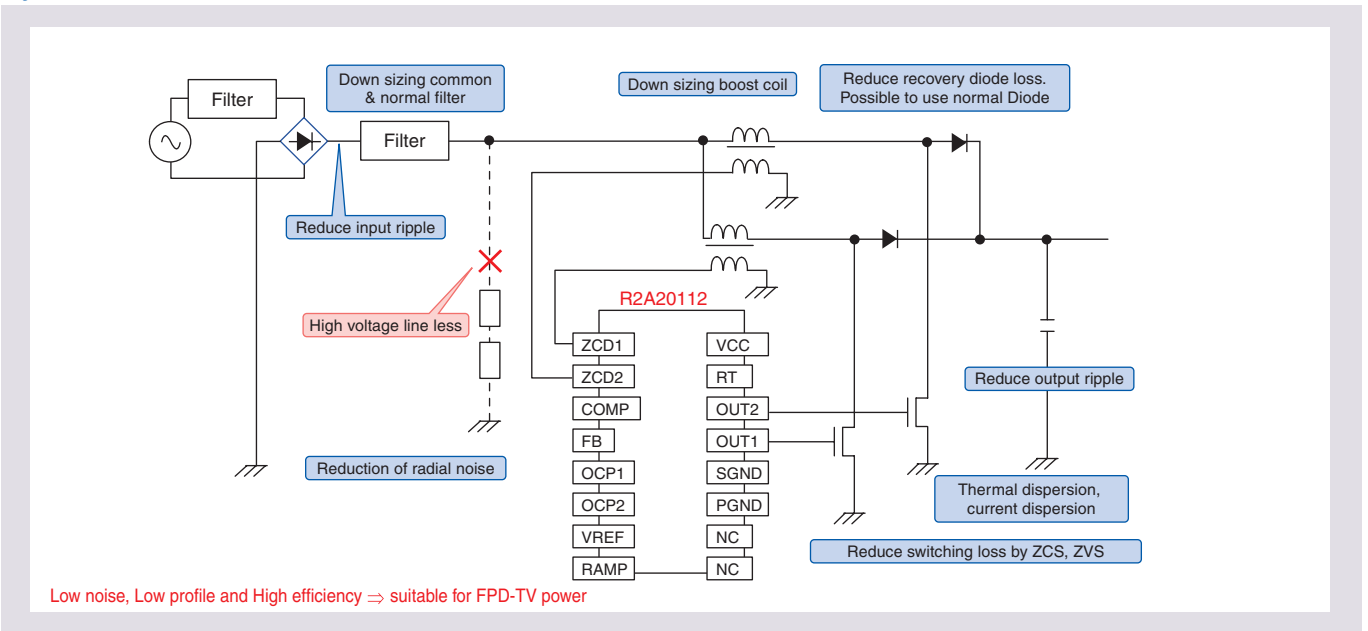 Down sizing common
& normal filter
Down sizing boost coil
Reduce recovery diode loss.
Possible to use normal Diode
Filter
Filter
Reduce input ripple
High voltage line less
R2A20112
ZCD1
VCC
ZCD2
RT
COMP
OUT2
FB
OUT1
OCP1
SGND
OCP2
PGND
VREF
NC
RAMP
NC
Reduce output ripple
Reduction of radial noise
Thermal dispersion,
current dispersion
Reduce switching loss by ZCS, ZVS
Low noise, Low profile and High efficiency ⇒ suitable for FPD-TV power